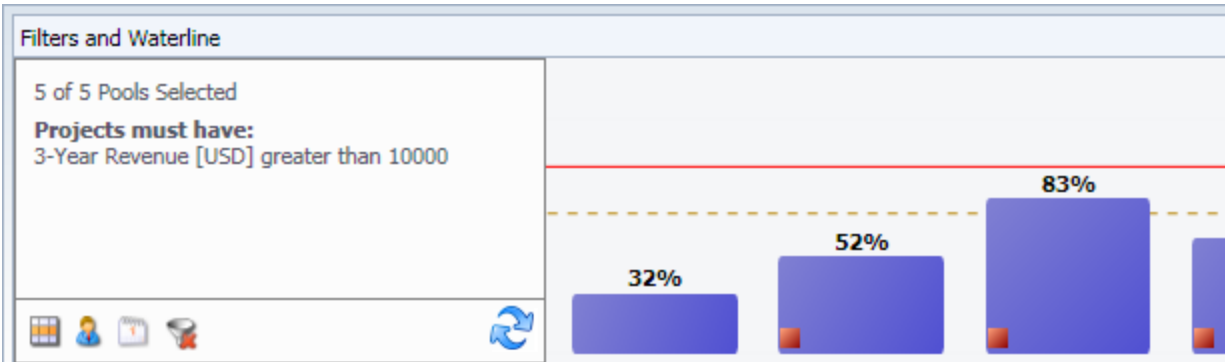 Filters and Waterline
5 of 5 Pools Selected
Projects must have:
3-Year Revenue [USD] greater than 10000
83%
52%
32%